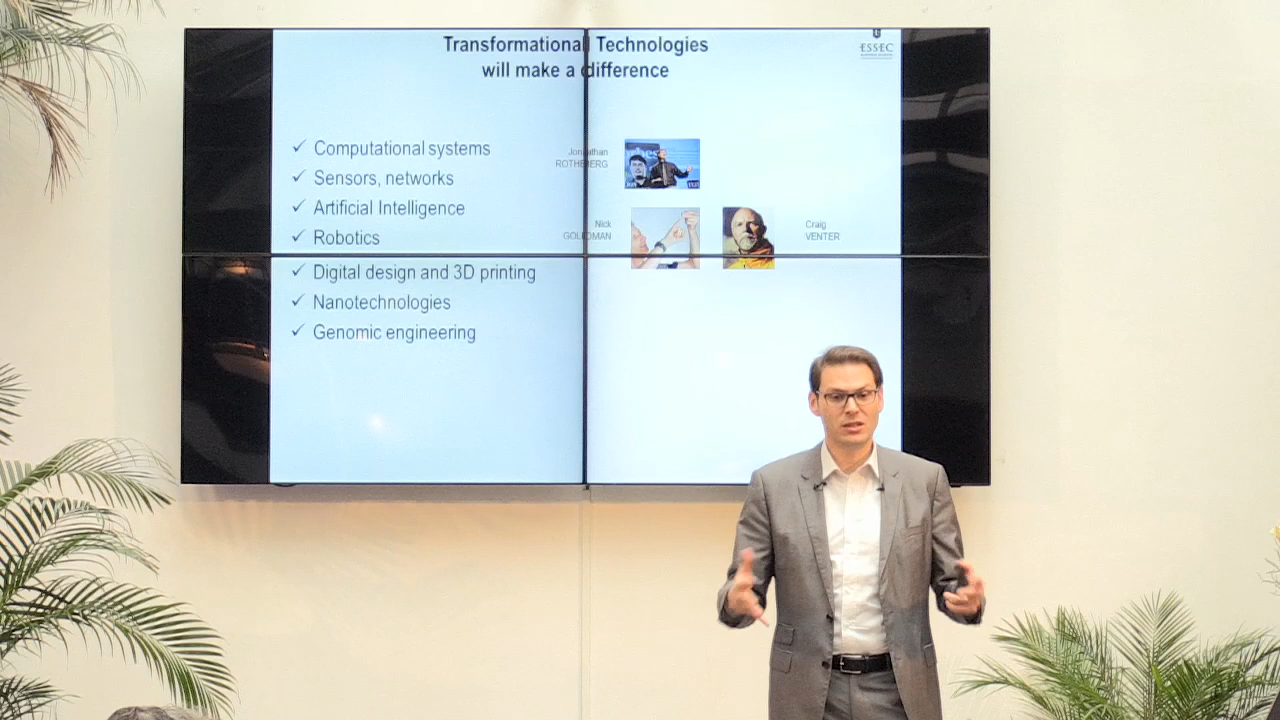 Transformational Technologies
will make a difference
ESSEC
✓ Computational systems
✓ Sensors, networks
✓ Artificial Intelligence
✓ Robotics
✓ Digital design and 3D printing
✓ Nanotechnologies
✓ Genomic engineering
Jonathan
ROTHBERG
Nick
GOLDMAN
Craig
VENTER